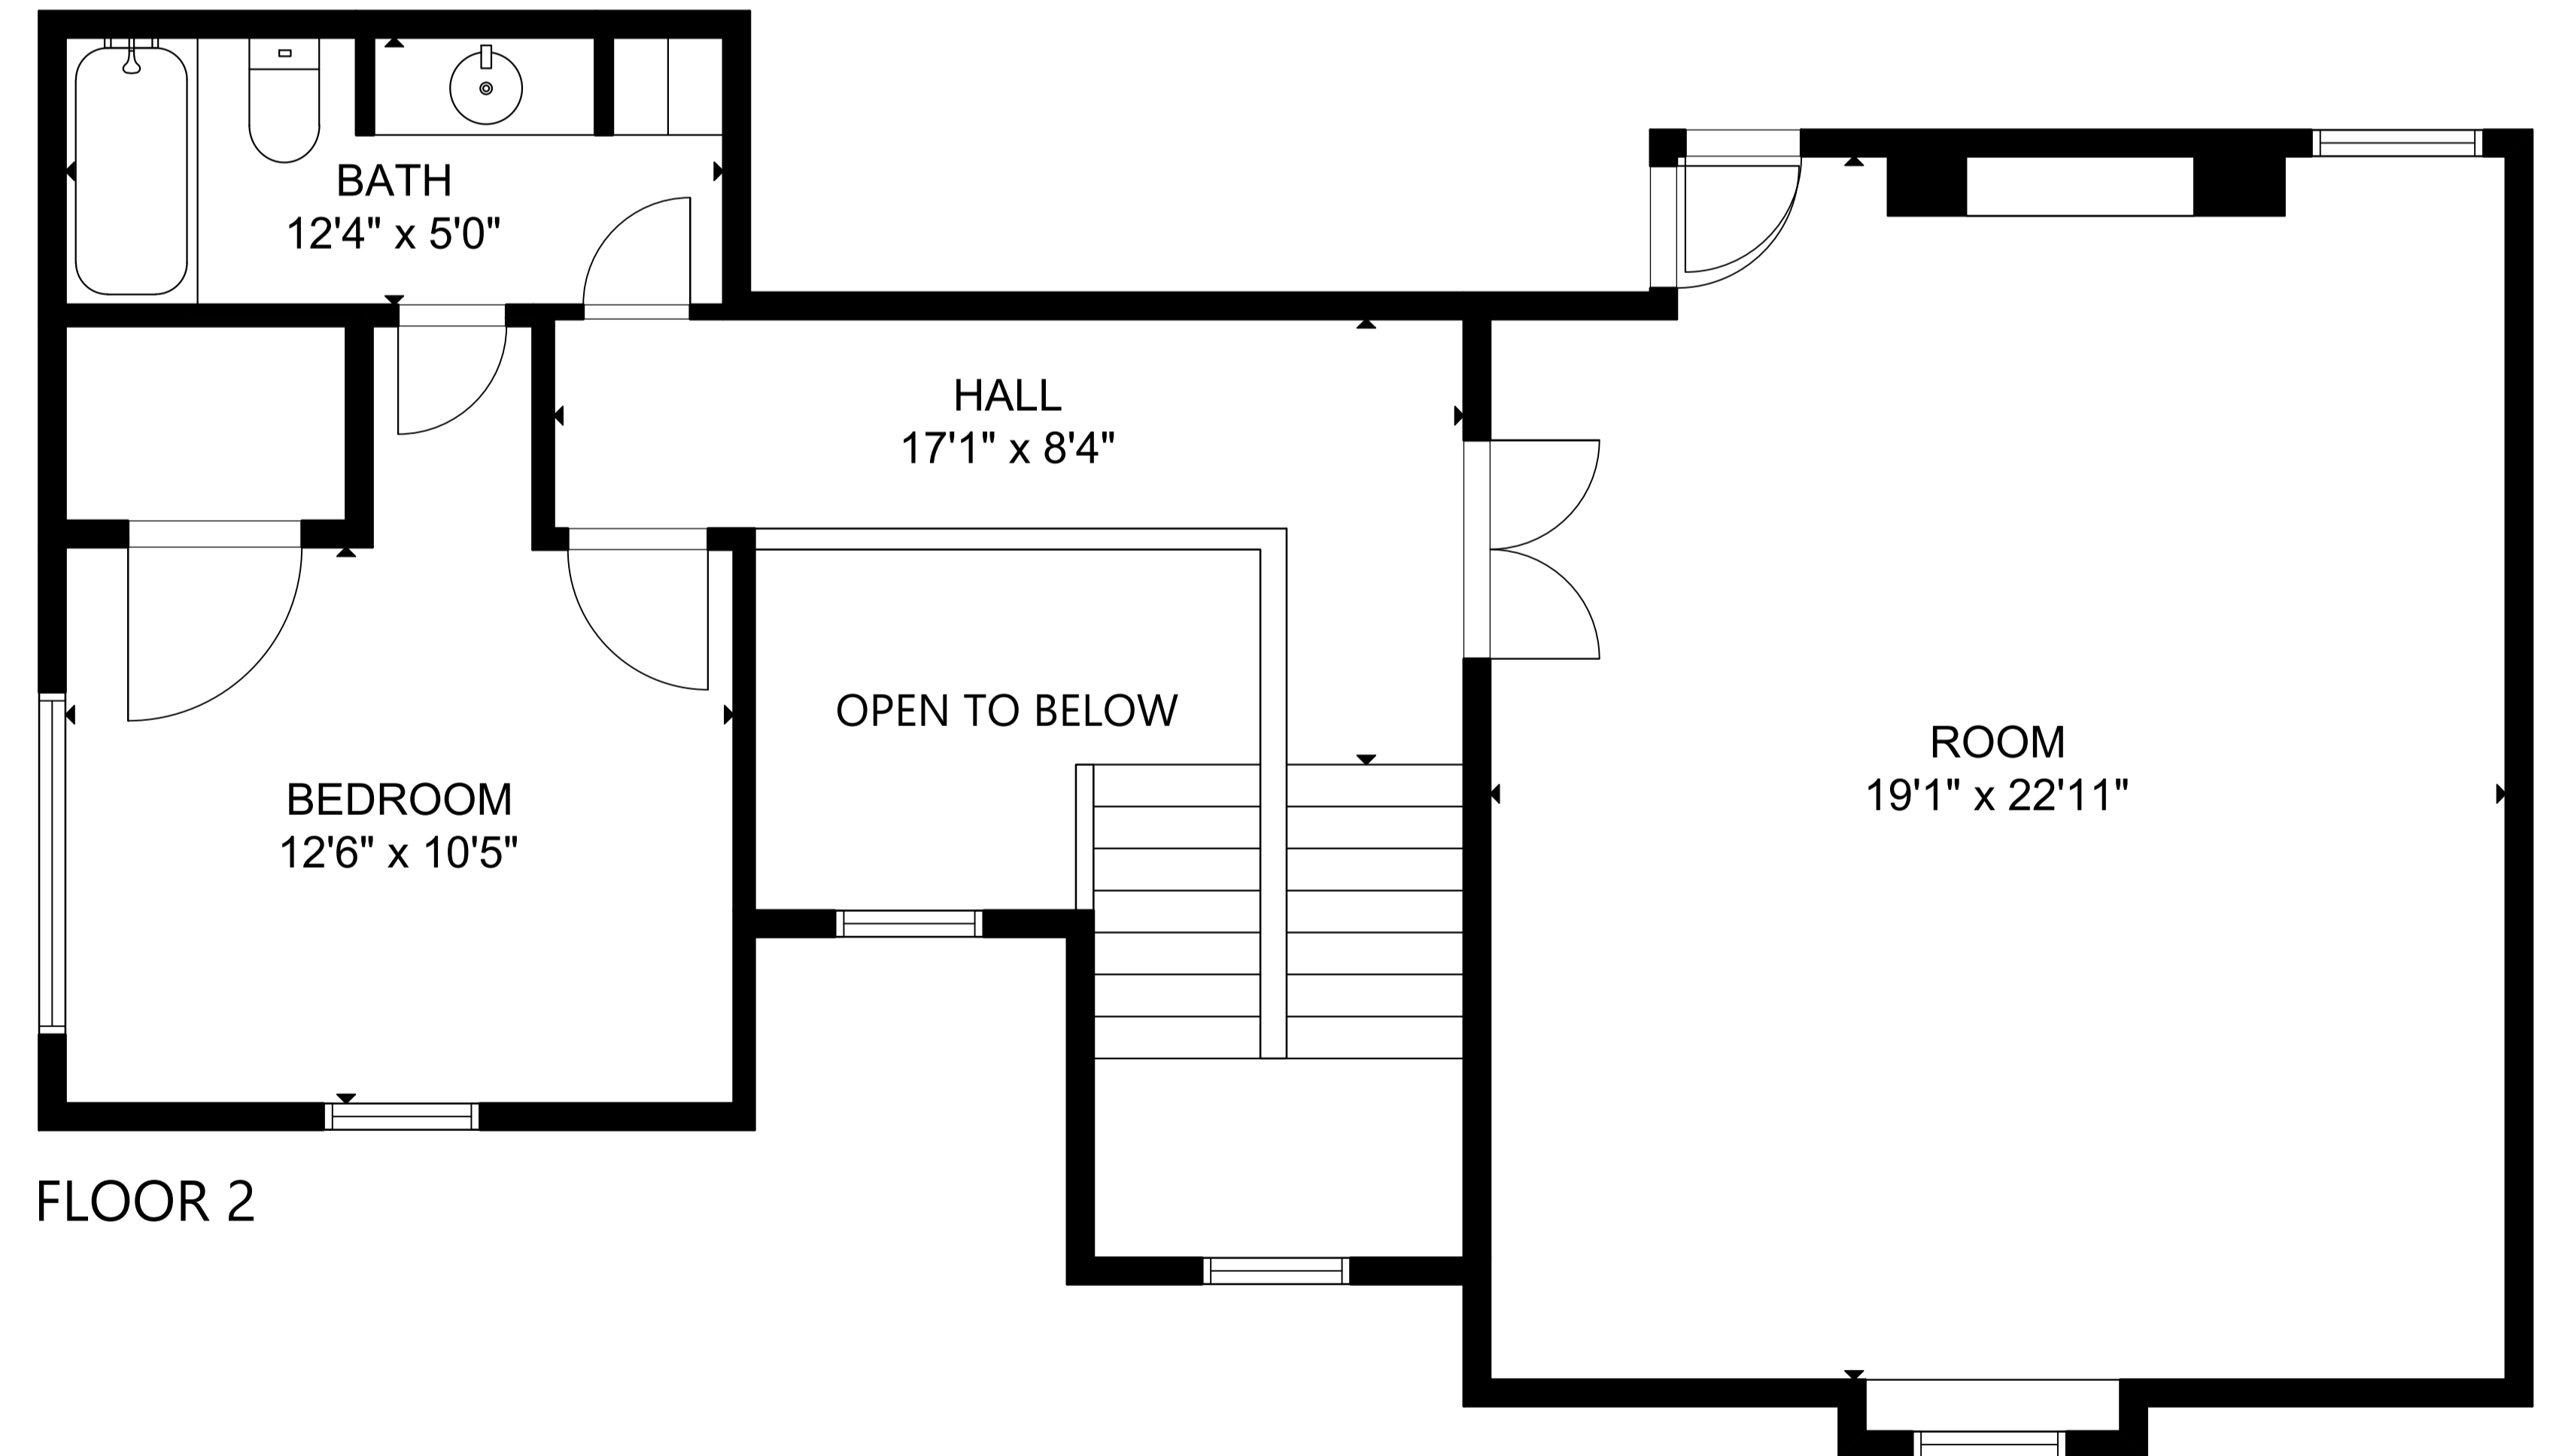 BATH
12'4" x 5'0"
HALL
17'1" x 8'4"
OPEN TO BELOW
ROOM
19'1" x 22'11"
BEDROOM
12'6" x 10'5"
FLOOR 2